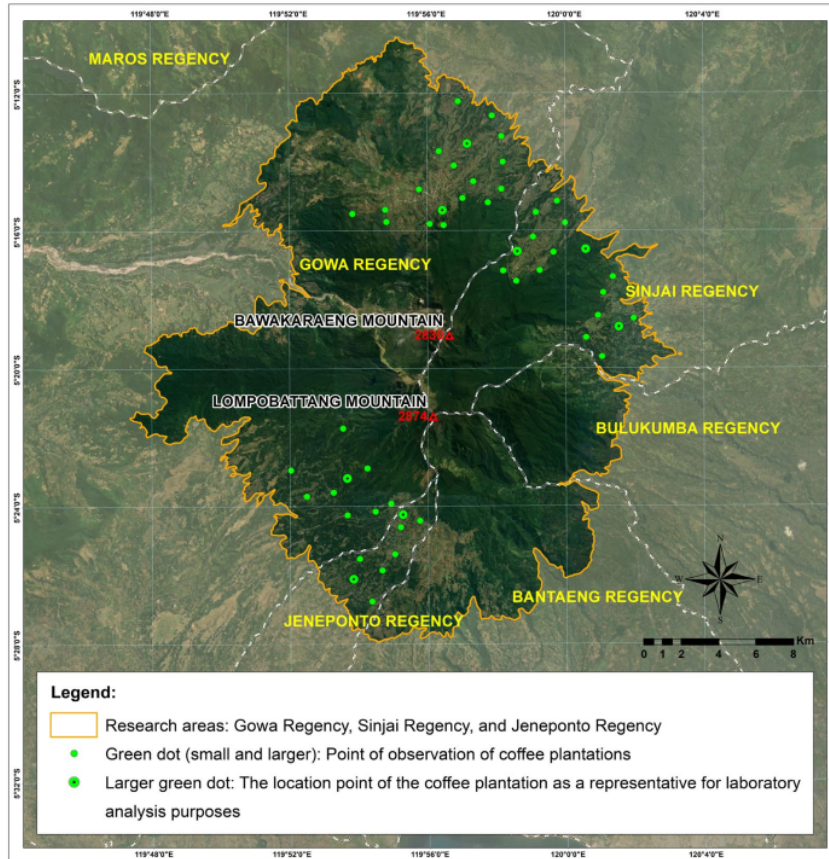 119°48'0"E 119°52'0"E 119°56'0"E 120°0'0"E 120°4'0"E
MAROS REGENCY
5°12'0"S
5°16'0"S
GOWA REGENCY
SINJAI REGENCY
BAWAKARAENG MOUNTAIN
2830
5°20'0"S
LOMPOBATTANG MOUNTAIN
2874
BULUKUMBA REGENCY
5°24'0"S
N
W E
S
BANTAENG REGENCY
JENEPONTO REGENCY
Km
0 1 2 4 6 8
5°28'0"S
Legend:
Research areas: Gowa Regency, Sinjai Regency, and Jeneponto Regency
Green dot (small and larger): Point of observation of coffee plantations
Larger green dot: The location point of the coffee plantation as a representative for laboratory
analysis purposes
5°32'0"S
119°48'0"E 119°52'0"E 119°56'0"E 120°0'0"E 120°4'0"E